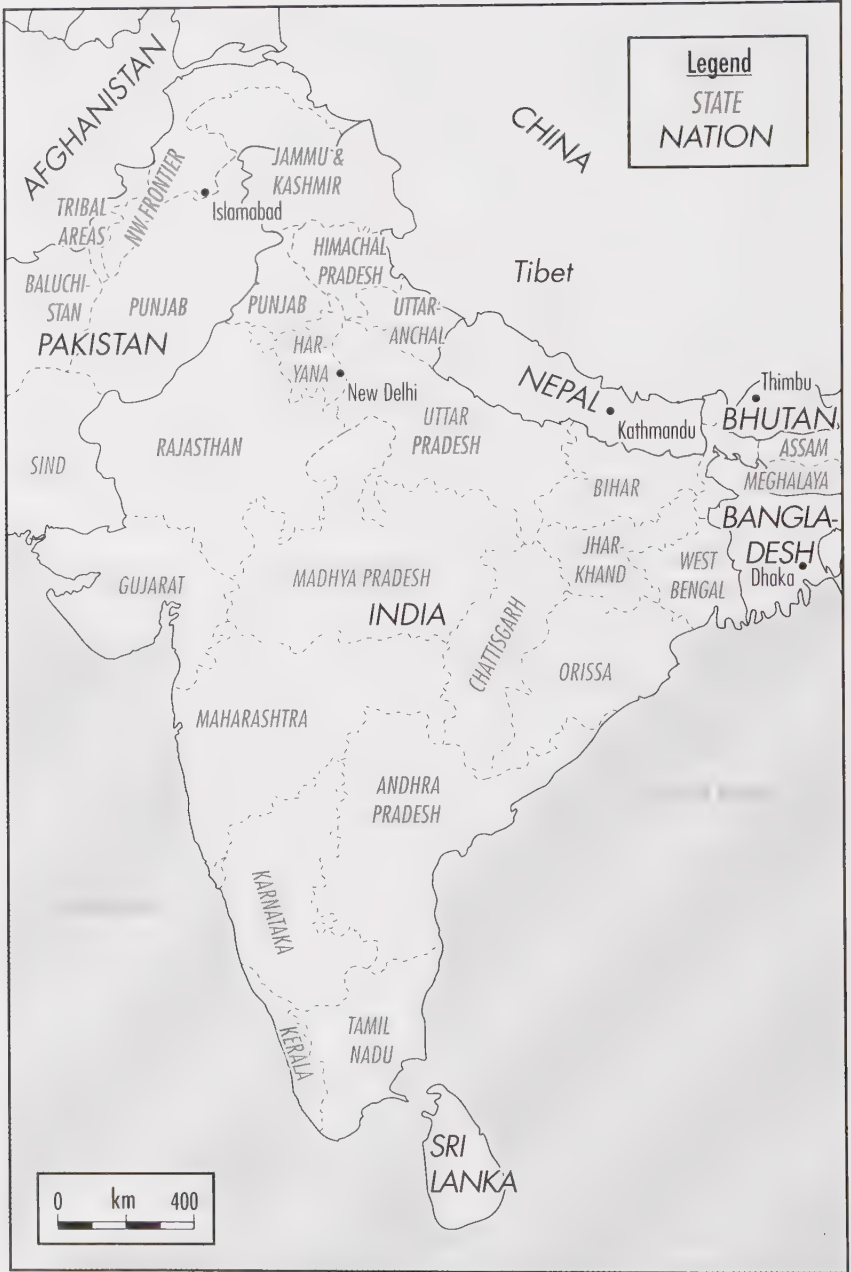 Legend
STATE
NATION
AFGHANISTAN
CHINA
JAMMU &
KASHMIR
NW FRONTIER
Islamabad
TRIBAL
AREAS
HIMACHAL
PRADESH
Tibet
BALUCHI-
STAN
PUNJAB
PUNJAB
UTTAR-
ANCHAL
PAKISTAN
HAR-
YANA
New Delhi
NEPAL
Kathmandu
Thimbu
BHUTAN
UTTAR
PRADESH
RAJASTHAN
ASSAM
SIND
BIHAR
MEGHALAYA
BANGLA-
DESH
Dhaka
JHAR-
KHAND
WEST
BENGAL
GUJARAT
MADHYA PRADESH
INDIA
CHATTISGARH
ORISSA
MAHARASHTRA
ANDHRA
PRADESH
KARNATAKA
TAMIL
NADU
KERALA
SRI
LANKA
0 km 400